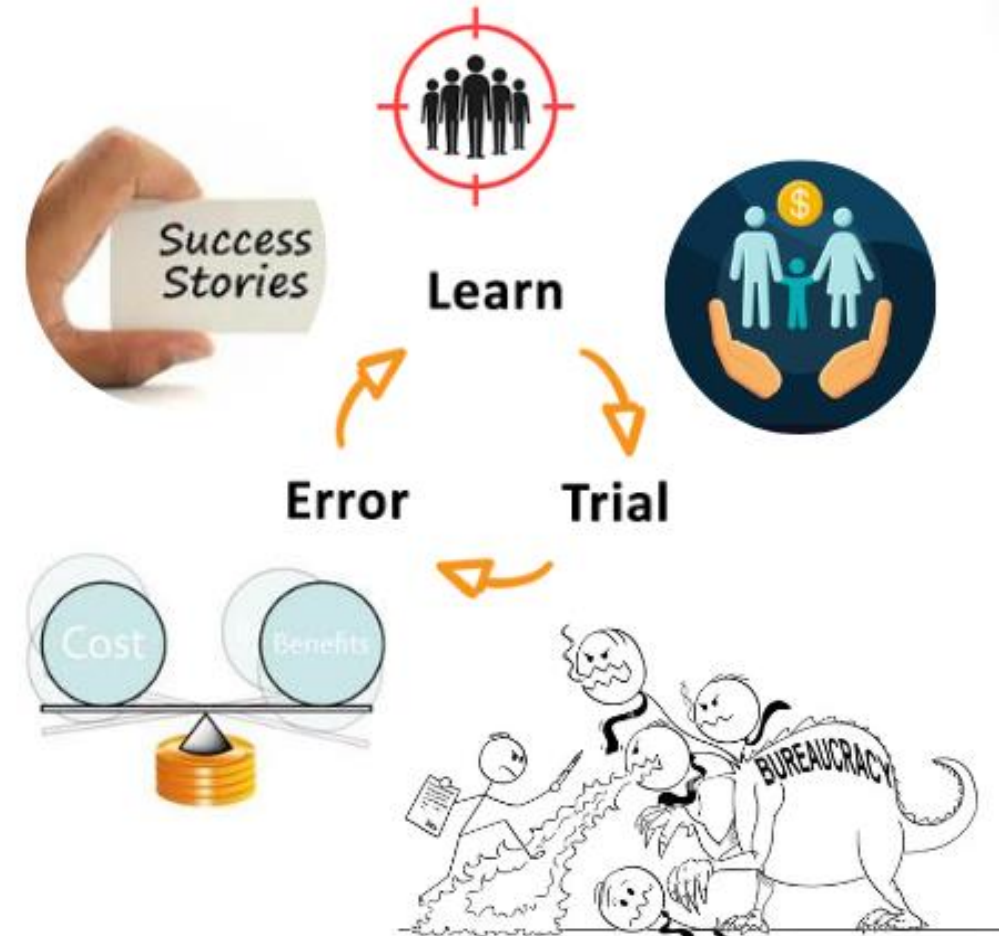 Success
Stories
$
Learn
Error
Trial
Cost
Benefits
BUREAUCRACY